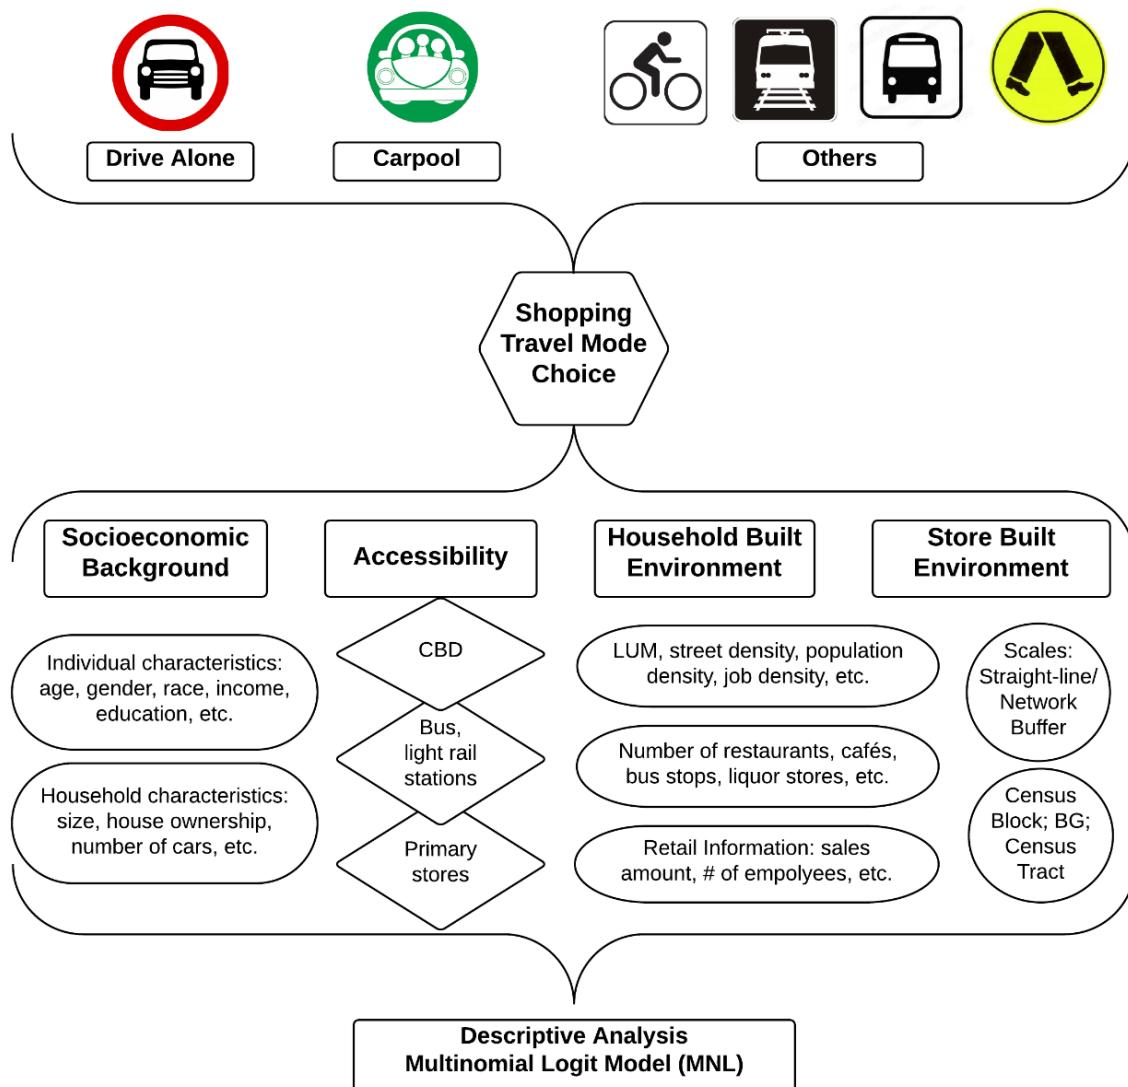 Drive Alone
Carpool
Others
Shopping
Travel Mode
Choice
Socioeconomic
Background
Accessibility
Household Built
Environment
Store Built
Environment
Individual characteristics:
age, gender, race, income,
education, etc.
Household characteristics:
size, house ownership,
number of cars, etc.
CBD
Bus,
light rail
stations
Primary
stores
LUM, street density, population
density, job density, etc.
Number of restaurants, cafés,
bus stops, liquor stores, etc.
Retail Information: sales
amount, # of empolyees, etc.
Scales:
Straight-line/
Network
Buffer
Census
Block; BG;
Census
Tract
Descriptive Analysis
Multinomial Logit Model (MNL)